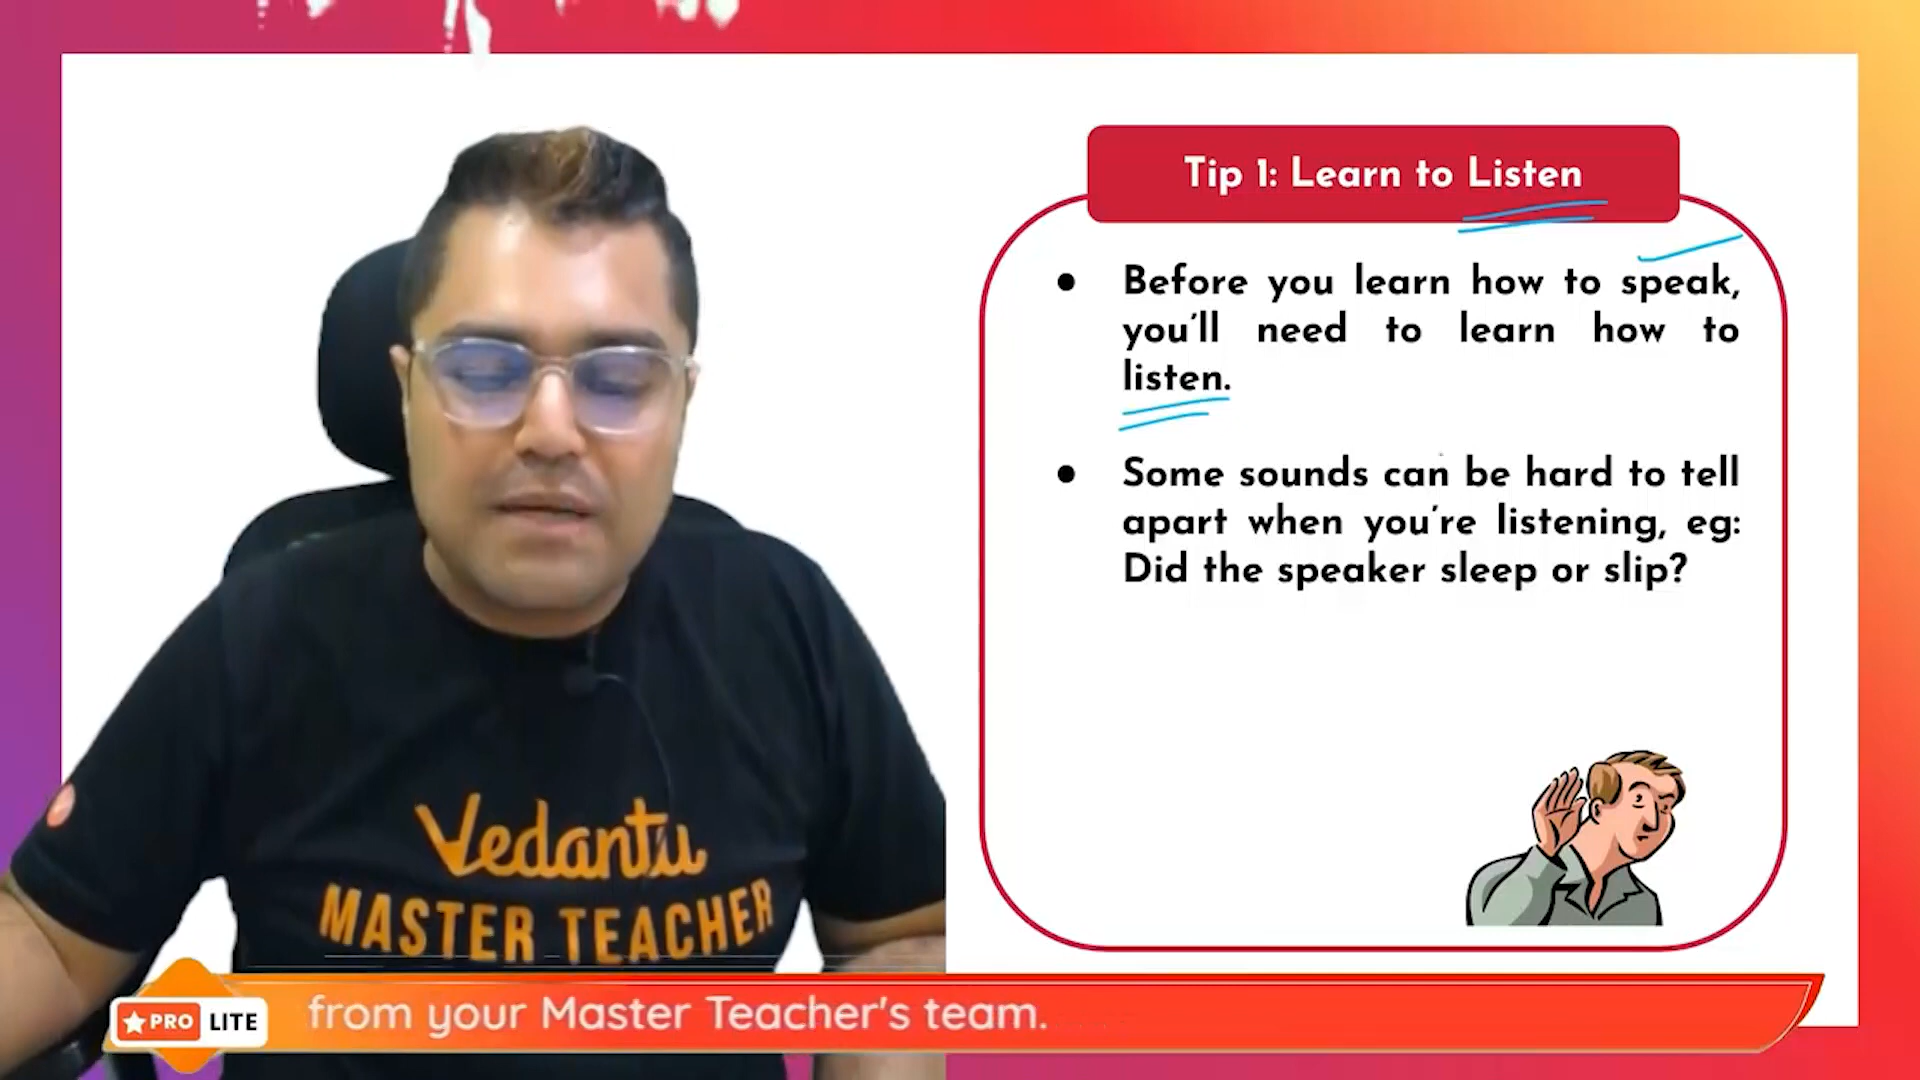 Tip 1: Learn to Listen
● Before you learn how to speak,
you'll need to learn how to
listen.
● Some sounds can be hard to tell
apart when you're listening, eg:
Did the speaker sleep or slip?
Vedantu
MASTER TEACHER
PRO LITE
from your Master Teacher's team.